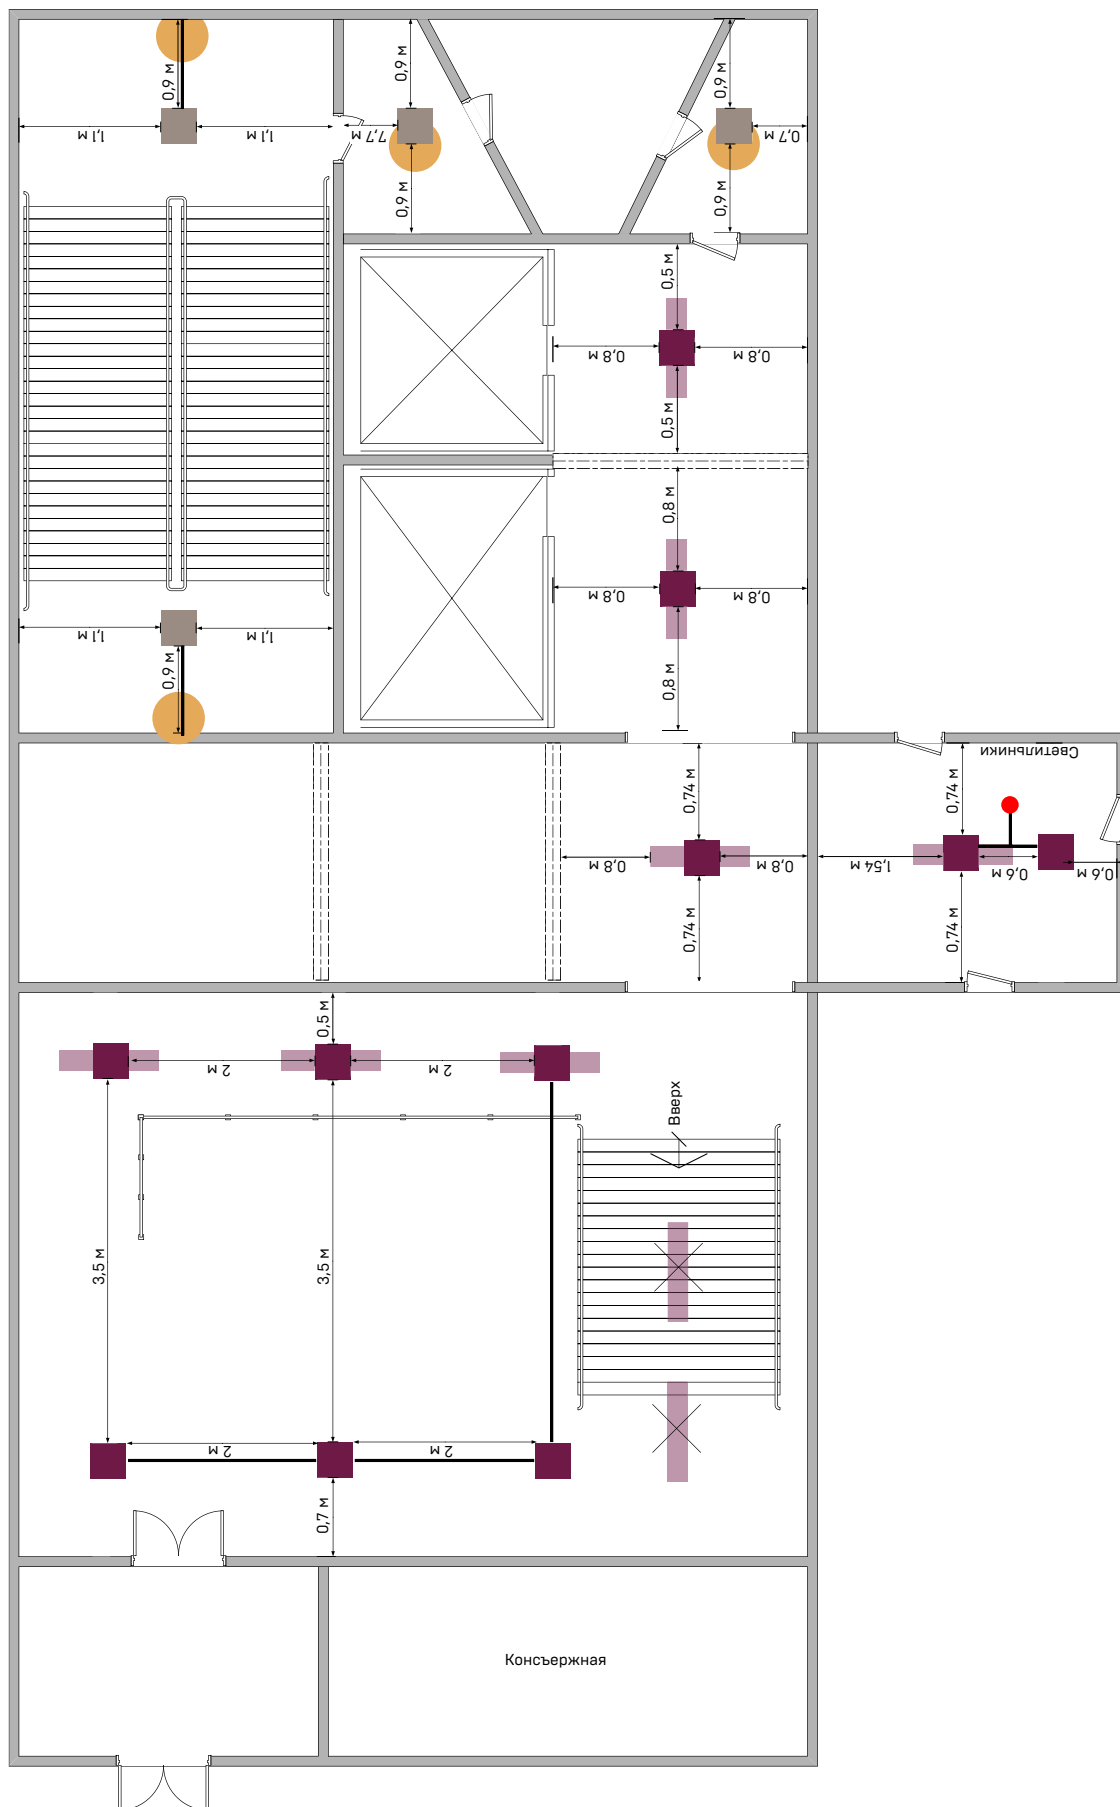 0,9 м
0,9 м
0,9 м
1,1 м
1,1 м
7,7 м
0,7 м
0,9 м
0,9 м
0,5 м
0,8 м
0,8 м
0,5 м
0,8 м
0,8 м
0,8 м
1,1 м
1,1 м
0,9 м
0,8 м
Светильники
0,74 м
0,74 м
0,8 м
0,8 м
1,54 м
0,6 м
0,6 м
0,74 м
0,74 м
0,5 м
2 м
2 м
Вверх
3,5 м
3,5 м
2 м
2 м
0,7 м
Консъержная